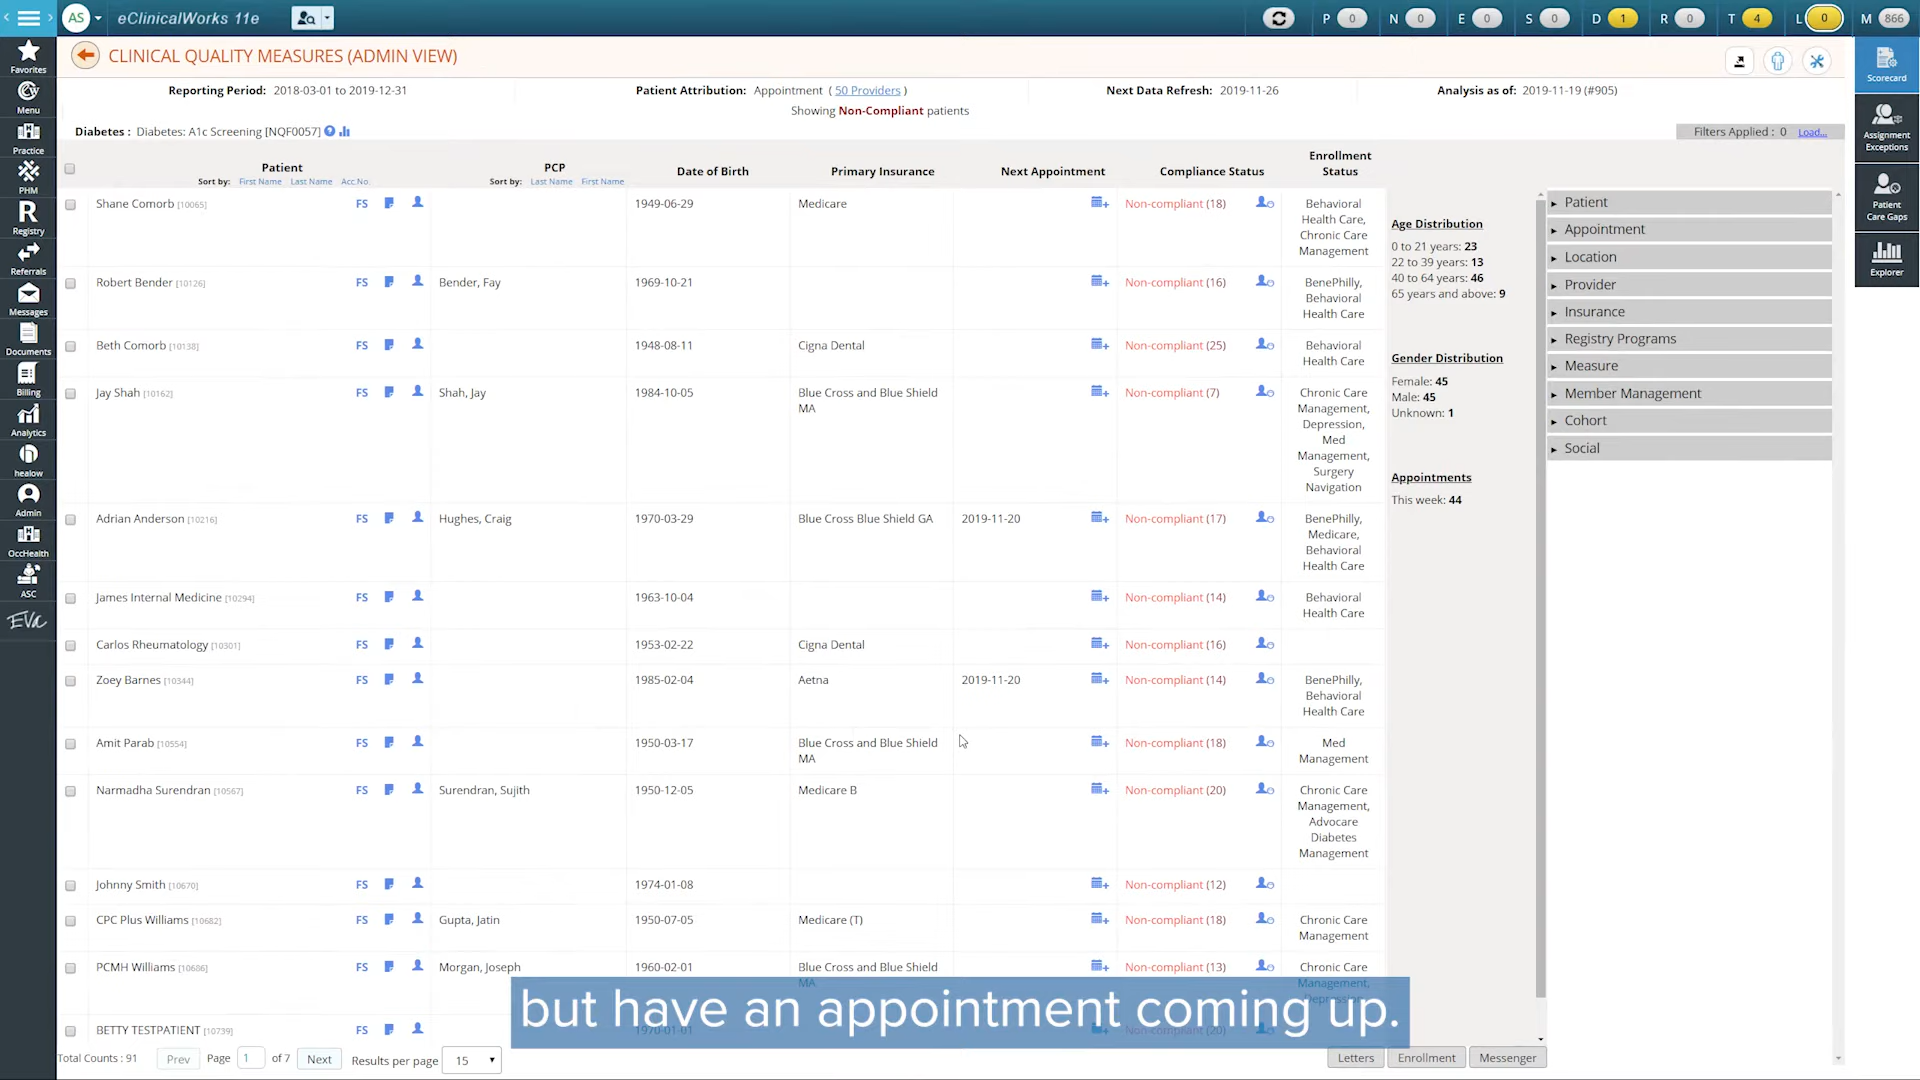 AS eClinicalWorks 11e P 0 N 0 E 0 S 0 D 1 R 0 T 4 L 0 M 866
CLINICAL QUALITY MEASURES (ADMIN VIEW)
Reporting Period: 2018-03-01 to 2019-12-31 Patient Attribution: Appointment ( 50 Providers ) Next Data Refresh: 2019-11-26 Analysis as of: 2019-11-19 (#905)
Showing Non-Compliant patients
Diabetes : Diabetes: A1c Screening [NQF0057] Filters Applied : 0 Load...
Favorites
Menu
Practice
PHM
R
Registry
Referrals
Messages
Documents
Billing
Analytics
healow
Admin
OccHealth
ASC
EVa
Scorecard
Assignment
Exceptions
Patient
Care Gaps
Explorer
Patient PCP Date of Birth Primary Insurance Next Appointment Compliance Status Enrollment
Status
Sort by: First Name Last Name Acc.No. Sort by: Last Name First Name
Shane Comorb [10065] FS 1949-06-29 Medicare Non-compliant (18) Behavioral
Health Care,
Chronic Care
Management
Robert Bender [10126] FS Bender, Fay 1969-10-21 Non-compliant (16) BenePhilly,
Behavioral
Health Care
Beth Comorb [10138] FS 1948-08-11 Cigna Dental Non-compliant (25) Behavioral
Health Care
Jay Shah [10162] FS Shah, Jay 1984-10-05 Blue Cross and Blue Shield Non-compliant (7) Chronic Care
MA Management,
Depression,
Med
Management,
Surgery
Navigation
Adrian Anderson [10216] FS Hughes, Craig 1970-03-29 Blue Cross Blue Shield GA 2019-11-20 Non-compliant (17) BenePhilly,
Medicare,
Behavioral
Health Care
James Internal Medicine [10294] FS 1963-10-04 Non-compliant (14) Behavioral
Health Care
Carlos Rheumatology [10301] FS 1953-02-22 Cigna Dental Non-compliant (16)
Zoey Barnes [10344] FS 1985-02-04 Aetna 2019-11-20 Non-compliant (14) BenePhilly,
Behavioral
Health Care
Amit Parab [10554] FS 1950-03-17 Blue Cross and Blue Shield Non-compliant (18) Med
MA Management
Narmadha Surendran [10567] FS Surendran, Sujith 1950-12-05 Medicare B Non-compliant (20) Chronic Care
Management,
Advocare
Diabetes
Management
Johnny Smith [10670] FS 1974-01-08 Non-compliant (12)
CPC Plus Williams [10682] FS Gupta, Jatin 1950-07-05 Medicare (T) Non-compliant (18) Chronic Care
Management
PCMH Williams [10686] FS Morgan, Joseph 1960-02-01 Blue Cross and Blue Shield Non-compliant (13) Chronic Care
MA Management,
BETTY TESTPATIENT [10739] FS 1970-01-01 Non-compliant (20)
Age Distribution
0 to 21 years: 23
22 to 39 years: 13
40 to 64 years: 46
65 years and above: 9
Gender Distribution
Female: 45
Male: 45
Unknown: 1
Appointments
This week: 44
Patient
Appointment
Location
Provider
Insurance
Registry Programs
Measure
Member Management
Cohort
Social
but have an appointment coming up.
Total Counts : 91 Prev Page 1 of 7 Next Results per page 15 Letters Enrollment Messenger